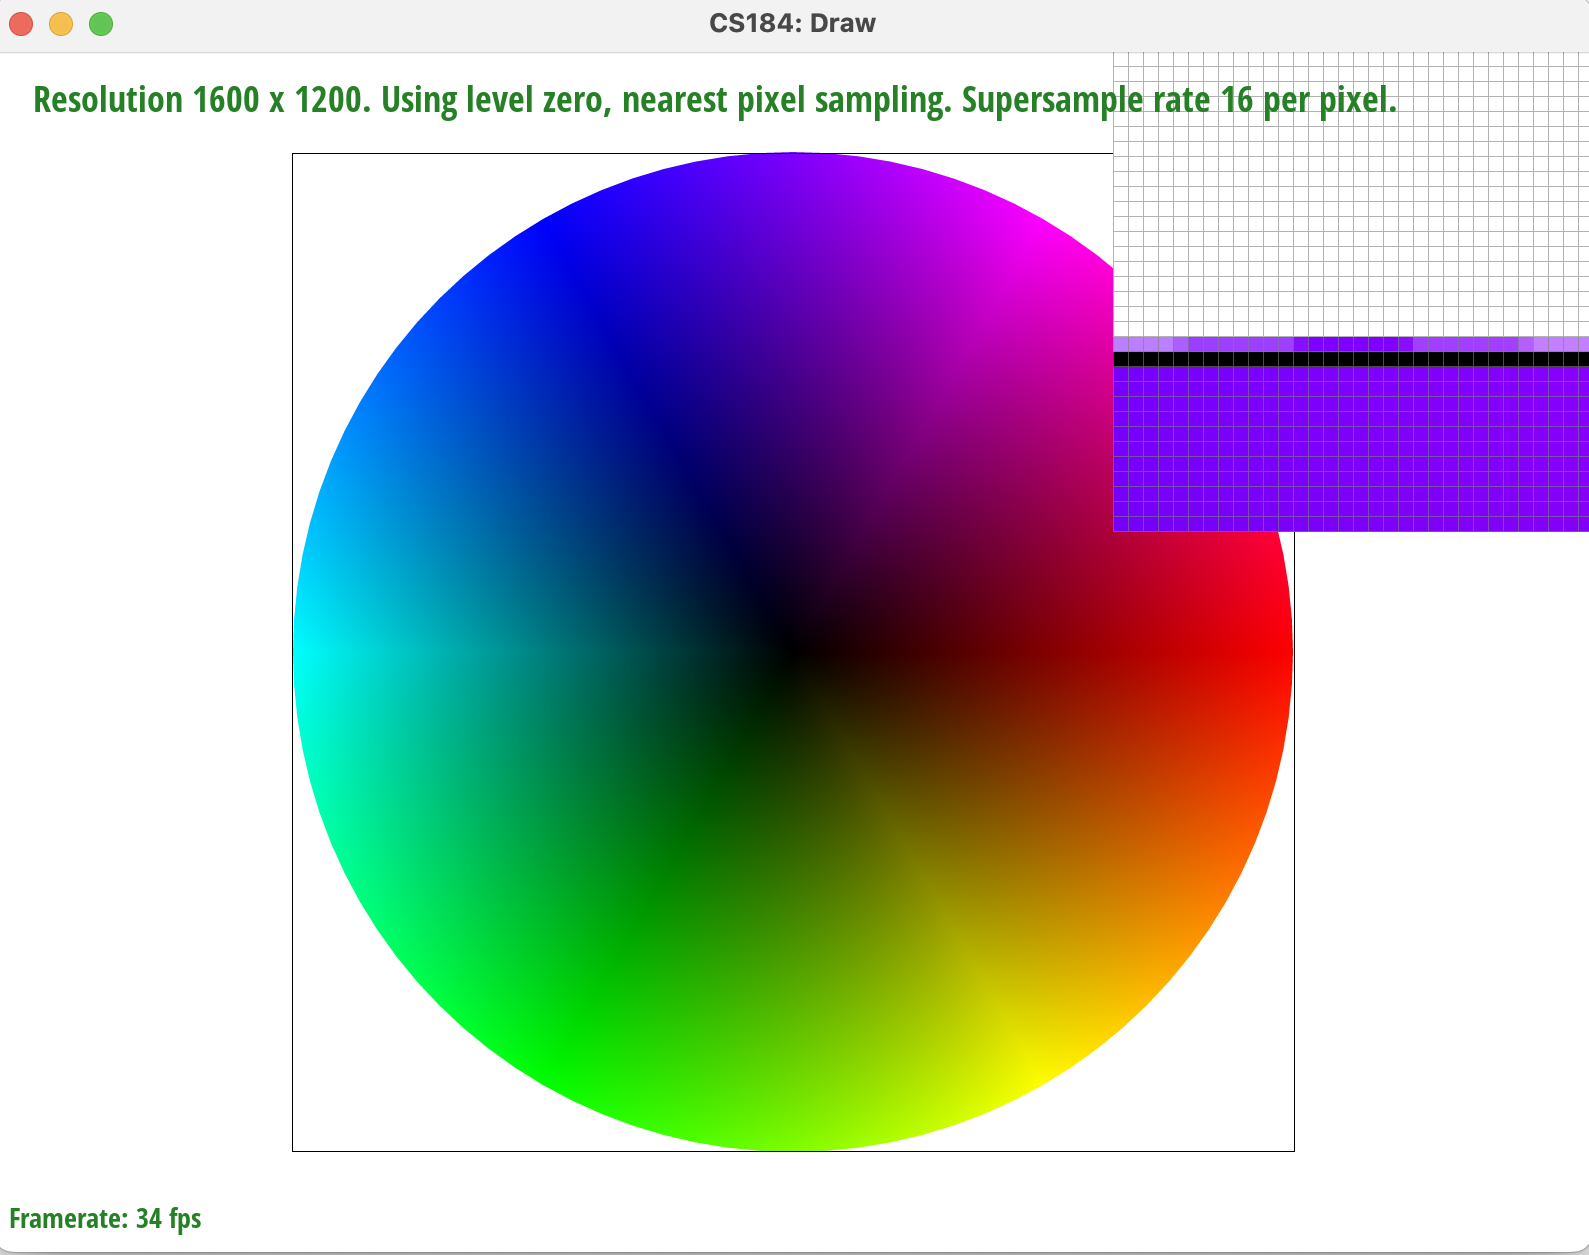 CS184: Draw
Resolution 1600 x 1200. Using level zero, nearest pixel sampling. Supersample rate 16 per pixel.
Framerate: 34 fps